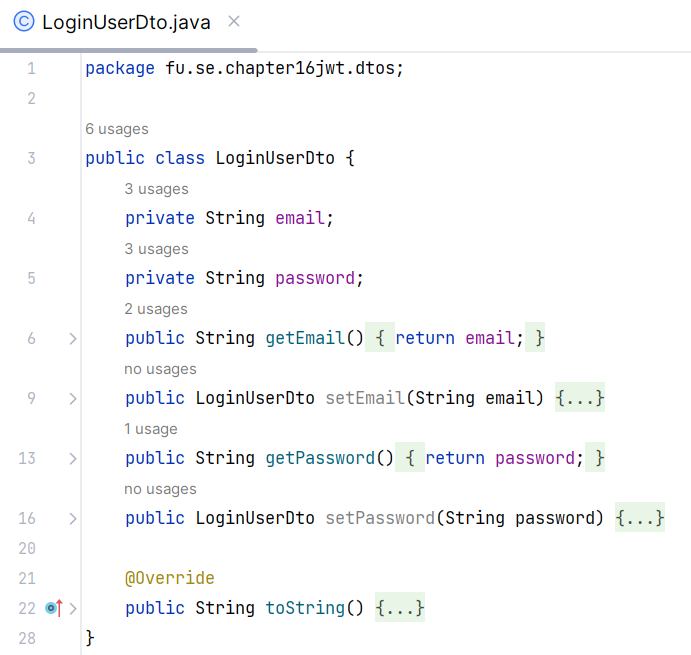 LoginUserDto.java
1 package fu.se.chapter16jwt.dtos;
2
6 usages
3 public class LoginUserDto {
3 usages
4 private String email;
3 usages
5 private String password;
2 usages
6 public String getEmail() { return email; }
no usages
9 public LoginUserDto setEmail(String email) {...}
1 usage
13 public String getPassword() { return password; }
no usages
16 public LoginUserDto setPassword(String password) {...}
20
21 @Override
22 public String toString() {...}
28 }